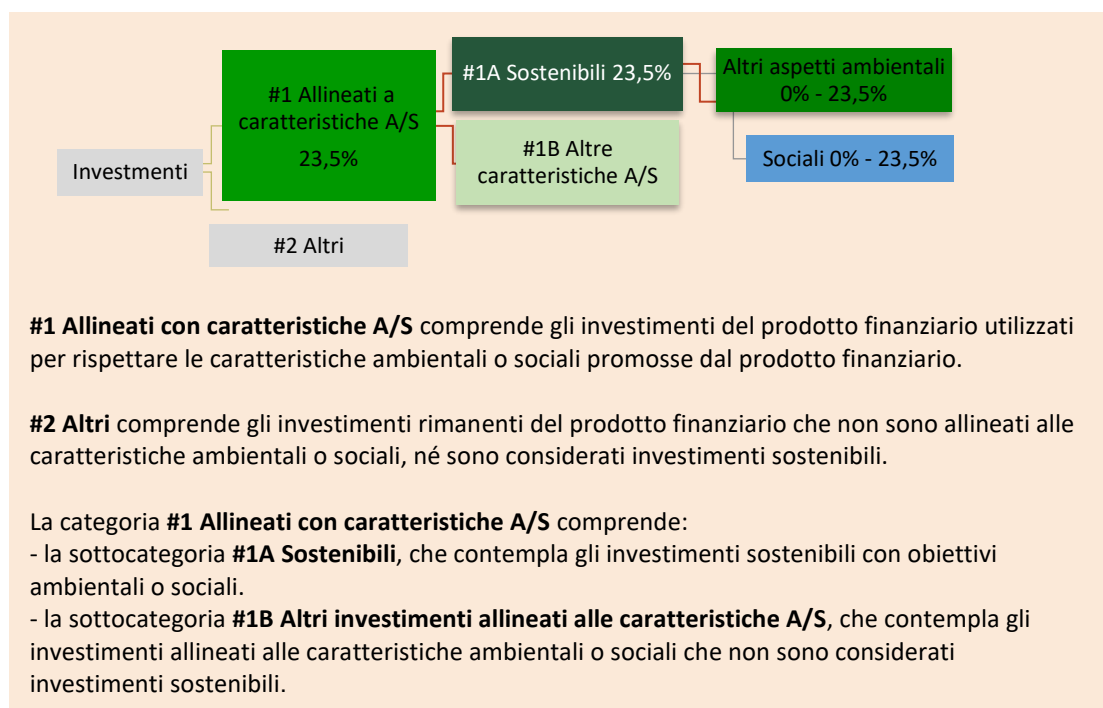 Investmenti
#1 Allineati a
caratteristiche A/S
23,5%
#2 Altri
#1A Sostenibili 23,5%
#1B Altre
caratteristiche A/S
Altri aspetti ambientali
0% - 23,5%
Sociali 0% - 23,5%
#1 Allineati con caratteristiche A/S comprende gli investimenti del prodotto finanziario utilizzati
per rispettare le caratteristiche ambientali o sociali promosse dal prodotto finanziario.
#2 Altri comprende gli investimenti rimanenti del prodotto finanziario che non sono allineati alle
caratteristiche ambientali o sociali, né sono considerati investimenti sostenibili.
La categoria #1 Allineati con caratteristiche A/S comprende:
- la sottocategoria #1A Sostenibili, che contempla gli investimenti sostenibili con obiettivi
ambientali o sociali.
- la sottocategoria #1B Altri investimenti allineati alle caratteristiche A/S, che contempla gli
investimenti allineati alle caratteristiche ambientali o sociali che non sono considerati
investimenti sostenibili.